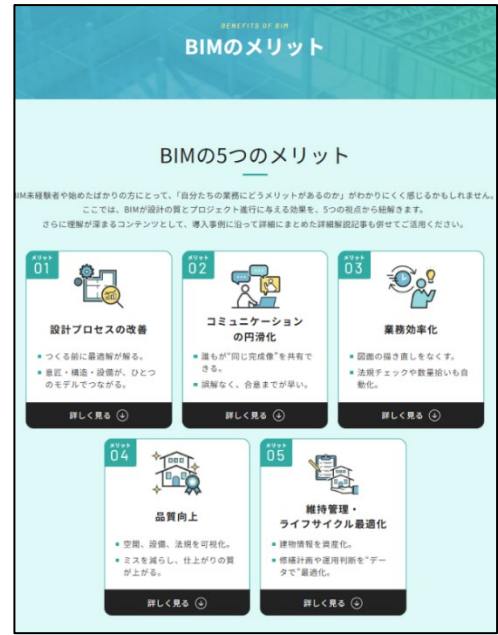 BENEFITS OF BIM
BIMのメリット
BIMの5つのメリット
IM未経験者や始めたばかりの方にとって、「自分たちの業務にどうメリットがあるのか」がわかりにくく感じるかもしれません。
ここでは、BIMが設計の質とプロジェクト進行に与える効果を、5つの視点から紐解きます。
さらに理解が深まるコンテンツとして、導入事例に沿って詳細にまとめた詳細解説記事も併せてご活用ください。
メリット
01
設計プロセスの改善
つくる前に最適解が解る。
意匠・構造・設備が、ひとつ
のモデルでつながる。
詳しく見る
メリット
02
コミュニケーション
の円滑化
誰もが“同じ完成像”を共有で
きる。
誤解なく、合意までが早い。
詳しく見る
メリット
03
業務効率化
図面の描き直しをなくす。
法規チェックや数量拾いも自
動化。
詳しく見る
メリット
04
品質向上
空間、設備、法規を可視化。
ミスを減らし、仕上がりの質
が上がる。
詳しく見る
メリット
05
維持管理・
ライフサイクル最適化
建物情報を資産化。
修繕計画や運用判断を“デー
タで”最適化。
詳しく見る